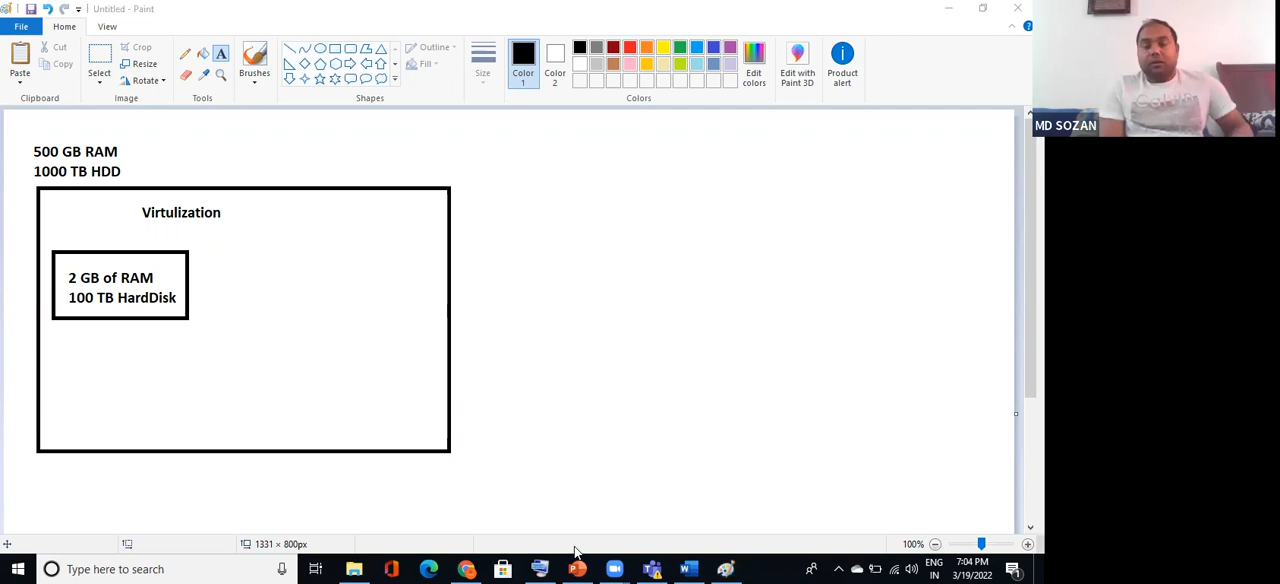 Untitled - Paint
File
Home
View
Paste
Cut
Copy
Clipboard
Select
Crop
Resize
Rotate
Image
A
Tools
Brushes
Shapes
Outline
Fill
Size
Color
1
Color
2
Colors
Edit
colors
Edit with
Paint 3D
Product
alert
MD SOZAN
500 GB RAM
1000 TB HDD
Virtulization
2 GB of RAM
100 TB HardDisk
1331 × 800px
100%
Type here to search
ENG
IN
7:04 PM
3/19/2022
1